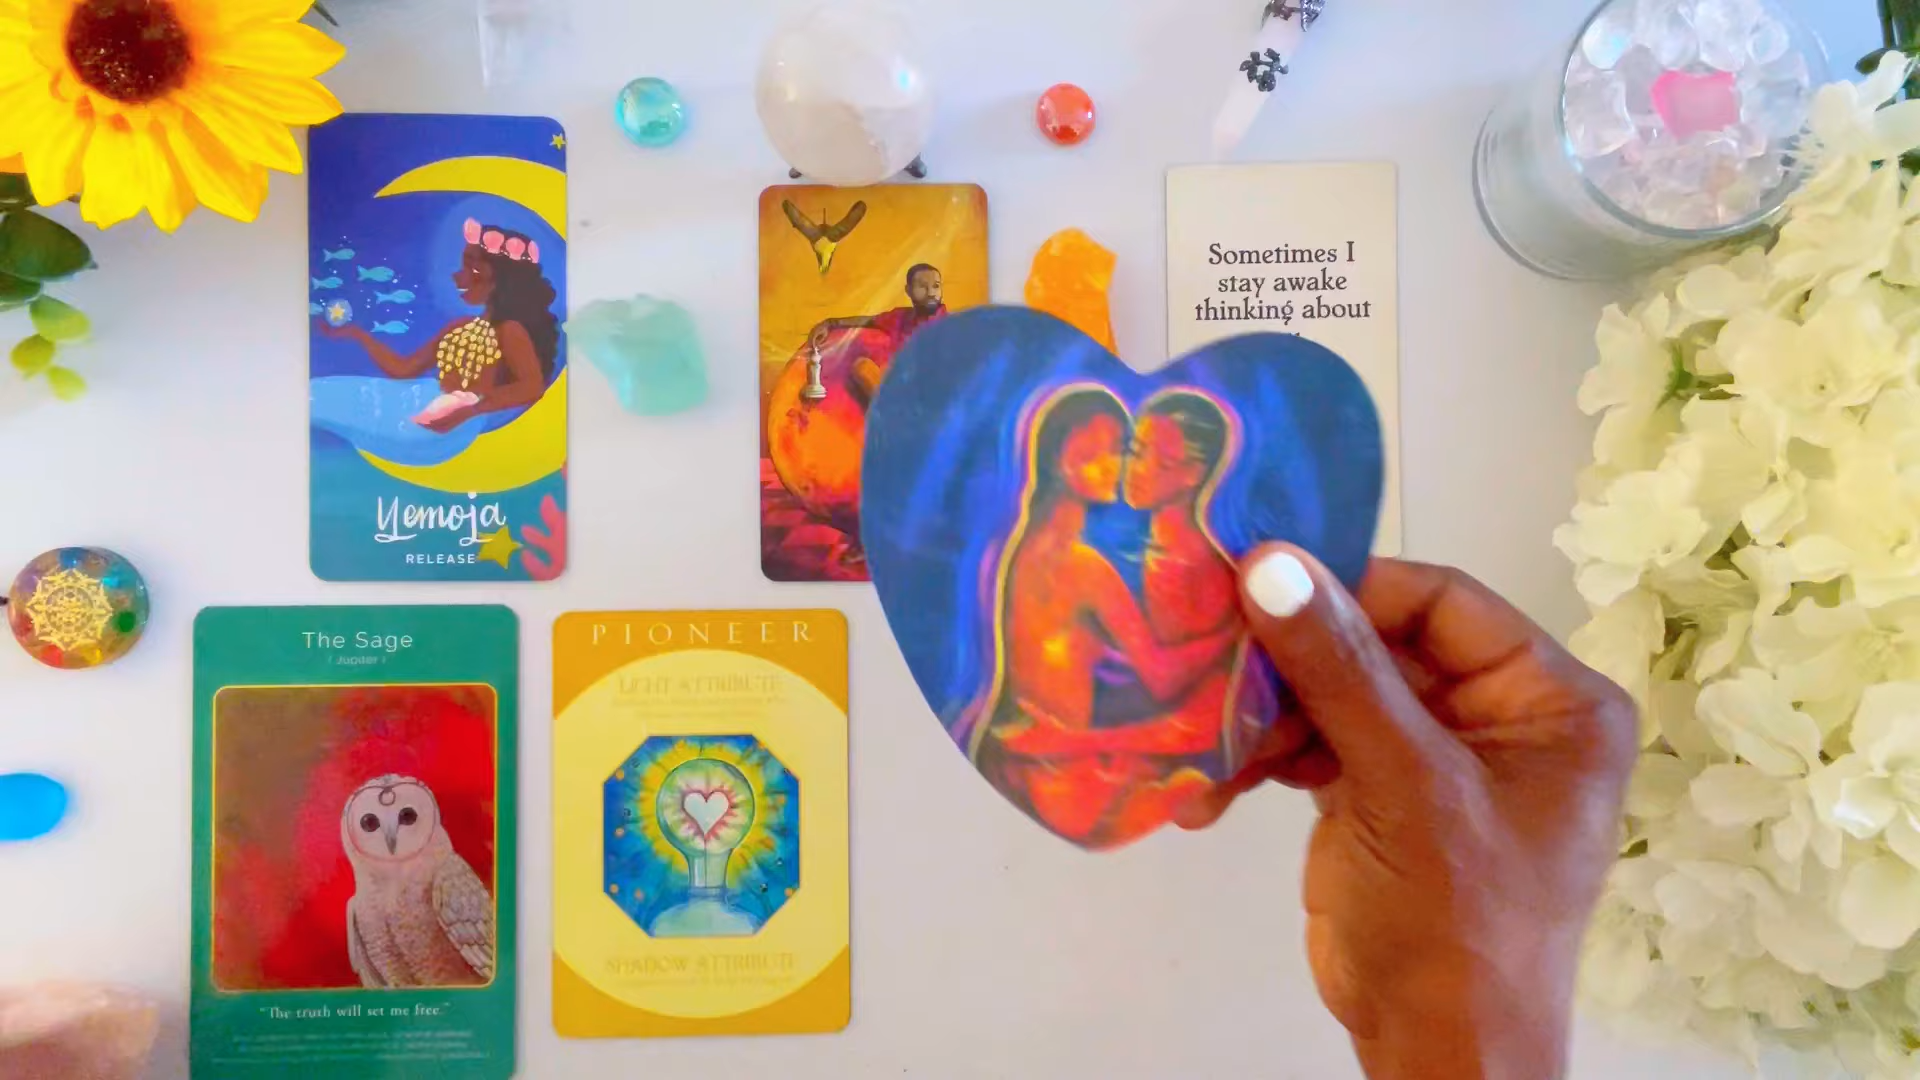 Sometimes I
stay awake
thinking about
Yemoja
RELEASE
The Sage
( Jupiter )
"The truth will set me free."
PIONEER
LIGHT ATTRIBUTE
SHADOW ATTRIBUTE